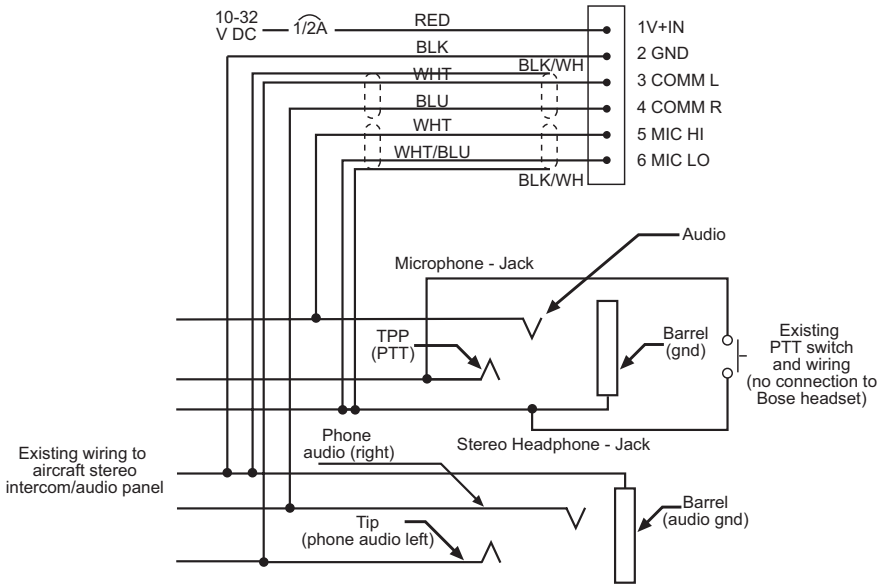 10-32
V DC
1/2A
RED
1V+IN
BLK
2 GND
BLK/WH
WHT
3 COMM L
BLU
4 COMM R
WHT
5 MIC HI
WHT/BLU
6 MIC LO
BLK/WH
Audio
Microphone - Jack
TPP
(PTT)
Barrel
(gnd)
Existing
PTT switch
and wiring
(no connection to
Bose headset)
Phone
audio (right)
Stereo Headphone - Jack
Existing wiring to
aircraft stereo
intercom/audio panel
Tip
(phone audio left)
Barrel
(audio gnd)